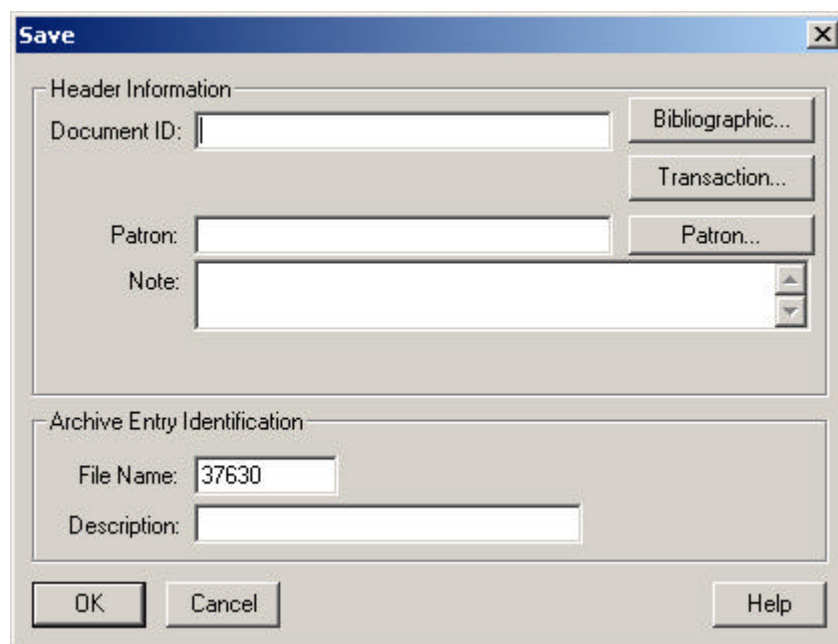 Save
Header Information
Document ID:
Bibliographic...
Transaction...
Patron:
Patron...
Note:
Archive Entry Identification
File Name: 37630
Description:
OK Cancel Help